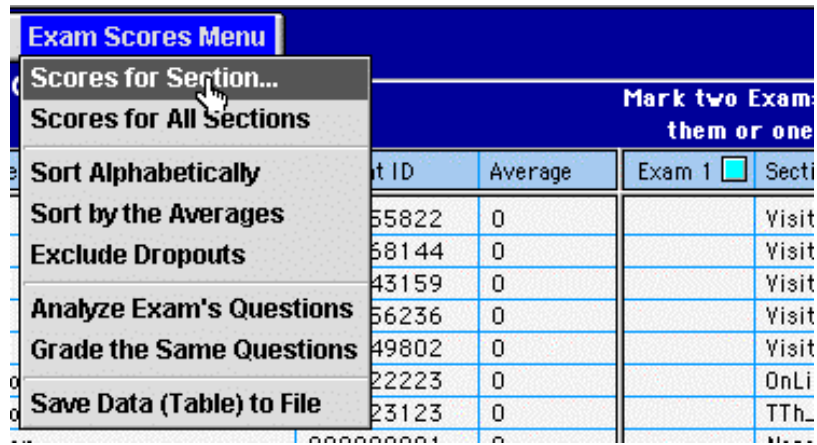 Exam Scores Menu
Scores for Section...
Scores for All Sections
Sort Alphabetically
Sort by the Averages
Exclude Dropouts
Analyze Exam's Questions
Grade the Same Questions
Save Data (Table) to File
Mark two Exam
them or one
t ID Average Exam 1 Secti
55822 0 Visit
68144 0 Visit
43159 0 Visit
56236 0 Visit
49802 0 Visit
22223 0 OnLi
23123 0 TTh_